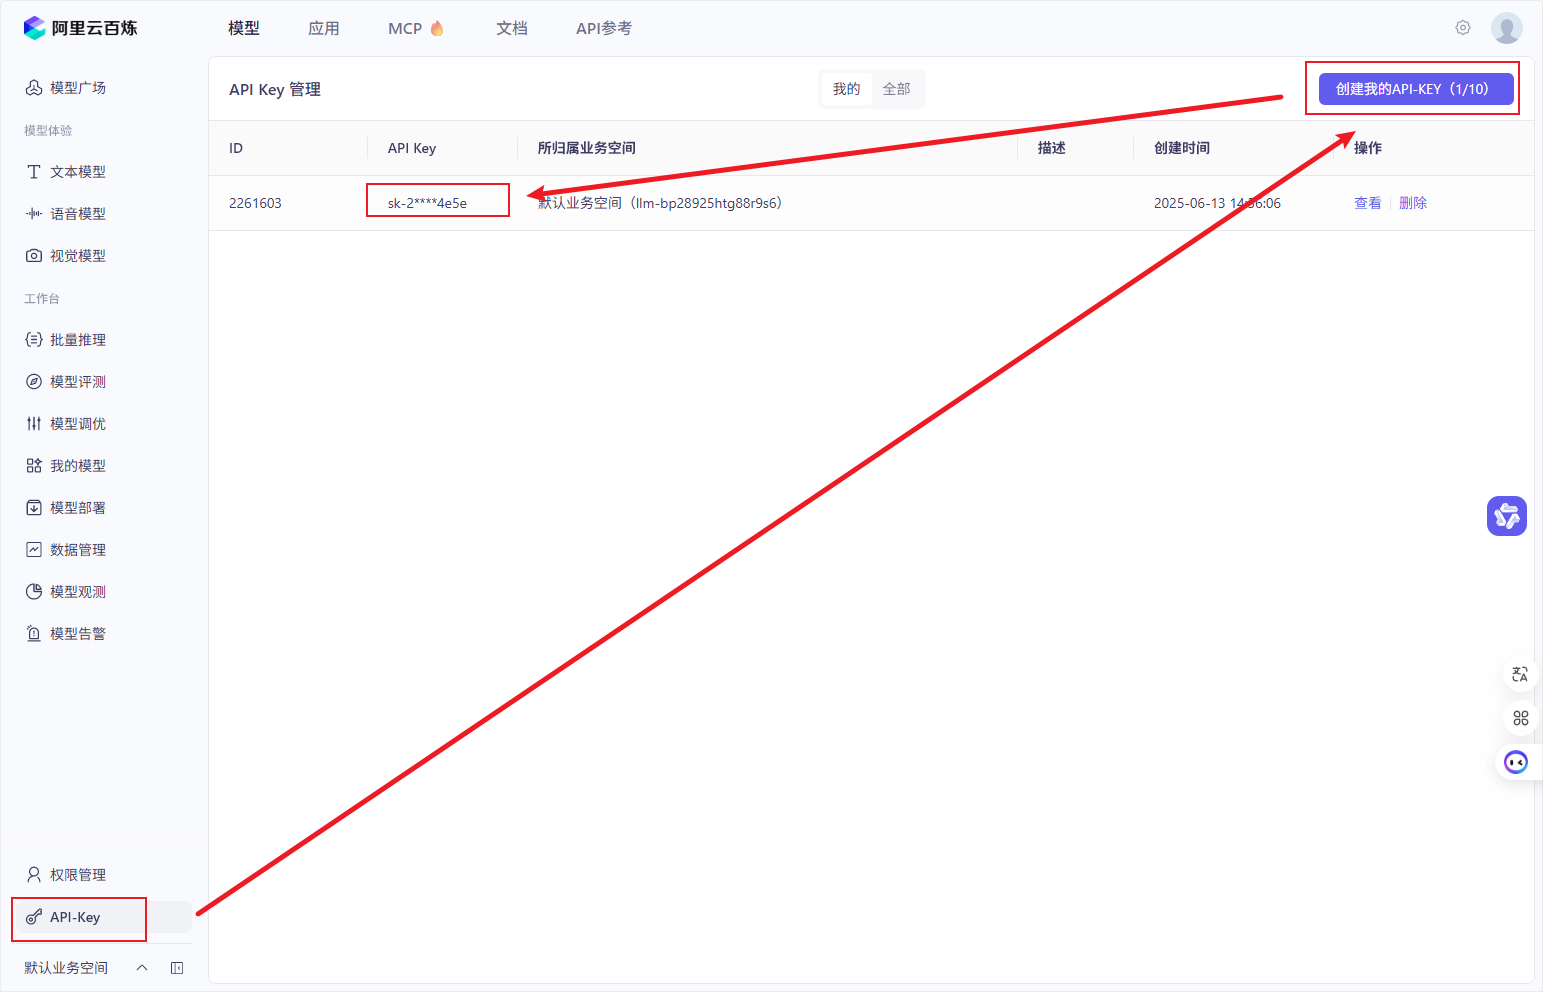 阿里云百炼
模型 应用 MCP 文档 API参考
模型广场
模型体验
文本模型
语音模型
视觉模型
工作台
批量推理
模型评测
模型调优
我的模型
模型部署
数据管理
模型观测
模型告警
权限管理
API-Key
默认业务空间
API Key 管理 我的 全部 创建我的API-KEY（1/10）
ID API Key 所归属业务空间 描述 创建时间 操作
2261603 sk-2****4e5e 默认业务空间（llm-bp28925htg88r9s6） 2025-06-13 14:36:06 查看 删除